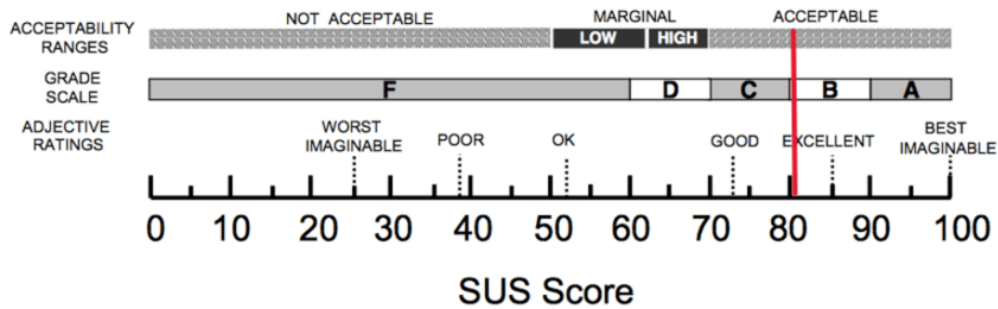 ACCEPTABILITY RANGES
NOT ACCEPTABLE
MARGINAL
ACCEPTABLE
LOW
HIGH
GRADE SCALE
F
D
C
B
A
ADJECTIVE RATINGS
WORST IMAGINABLE
POOR
OK
GOOD
EXCELLENT
BEST IMAGINABLE
0 10 20 30 40 50 60 70 80 90 100
SUS Score